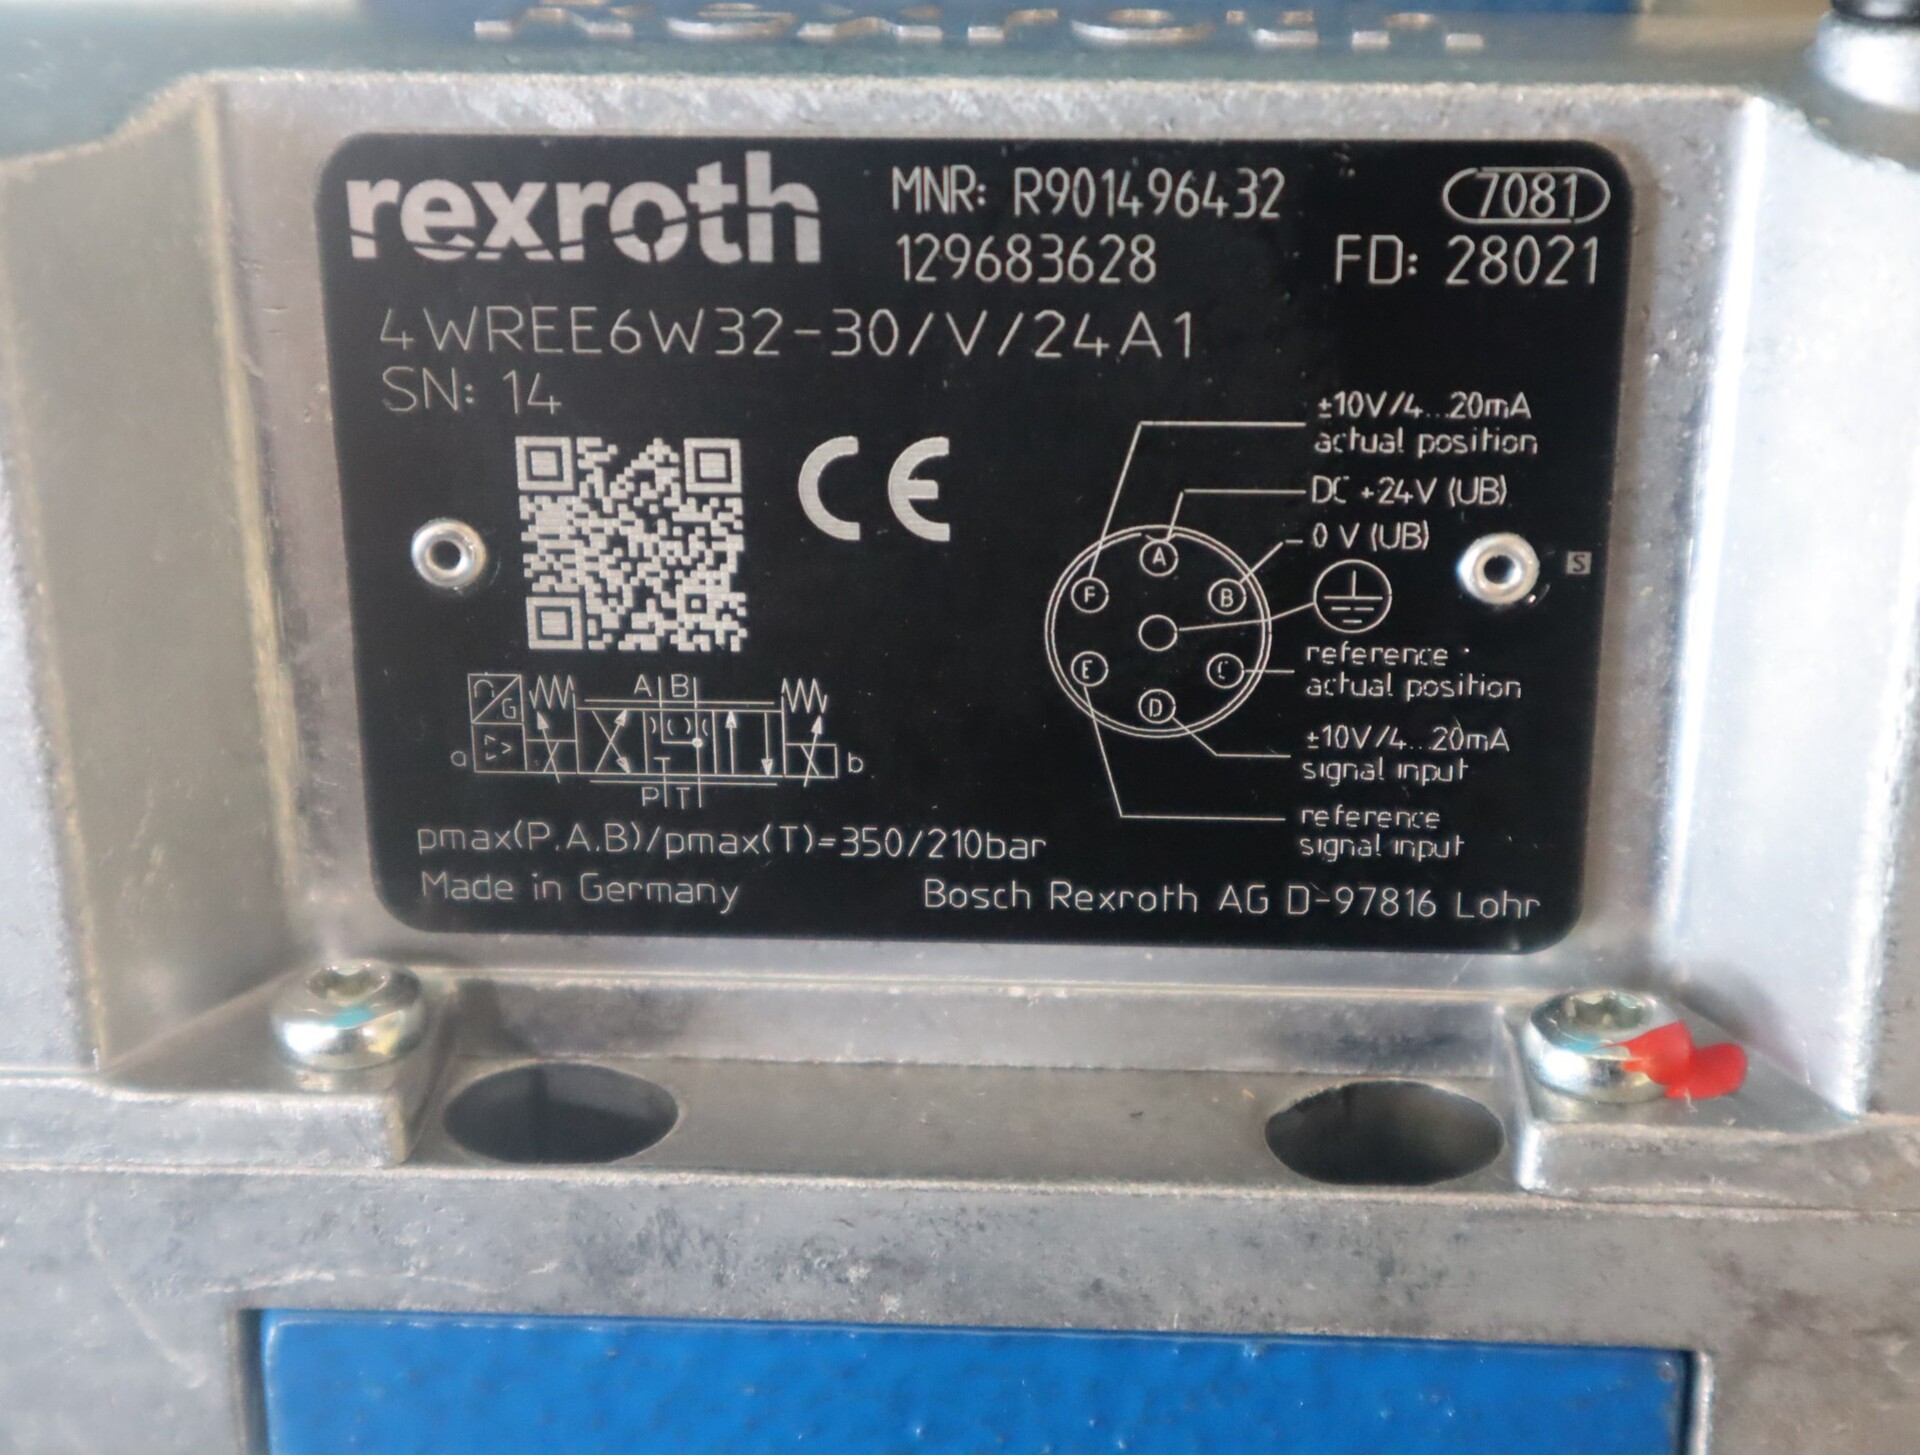 rexroth
MNR: R901496432
7081
129683628
FD: 28021
4WREE6W32-30/V/24A1
SN: 14
CE
±10V/4...20mA
actual position
DC +24V (UB)
0 V (UB)
A
B
C
D
E
F
S
reference
actual position
±10V/4...20mA
signal input
reference
signal input
A B
G
a
T
b
P T
pmax(P,A,B)/pmax(T)=350/210bar
Made in Germany
Bosch Rexroth AG D-97816 Lohr